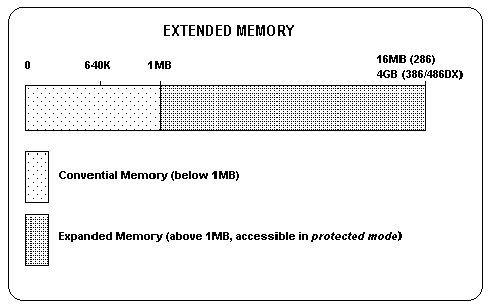 EXTENDED MEMORY
16MB (286)
0 640K 1MB 4GB (386/486DX)
Convential Memory (below 1MB)
Expanded Memory (above 1MB, accessible in protected mode)